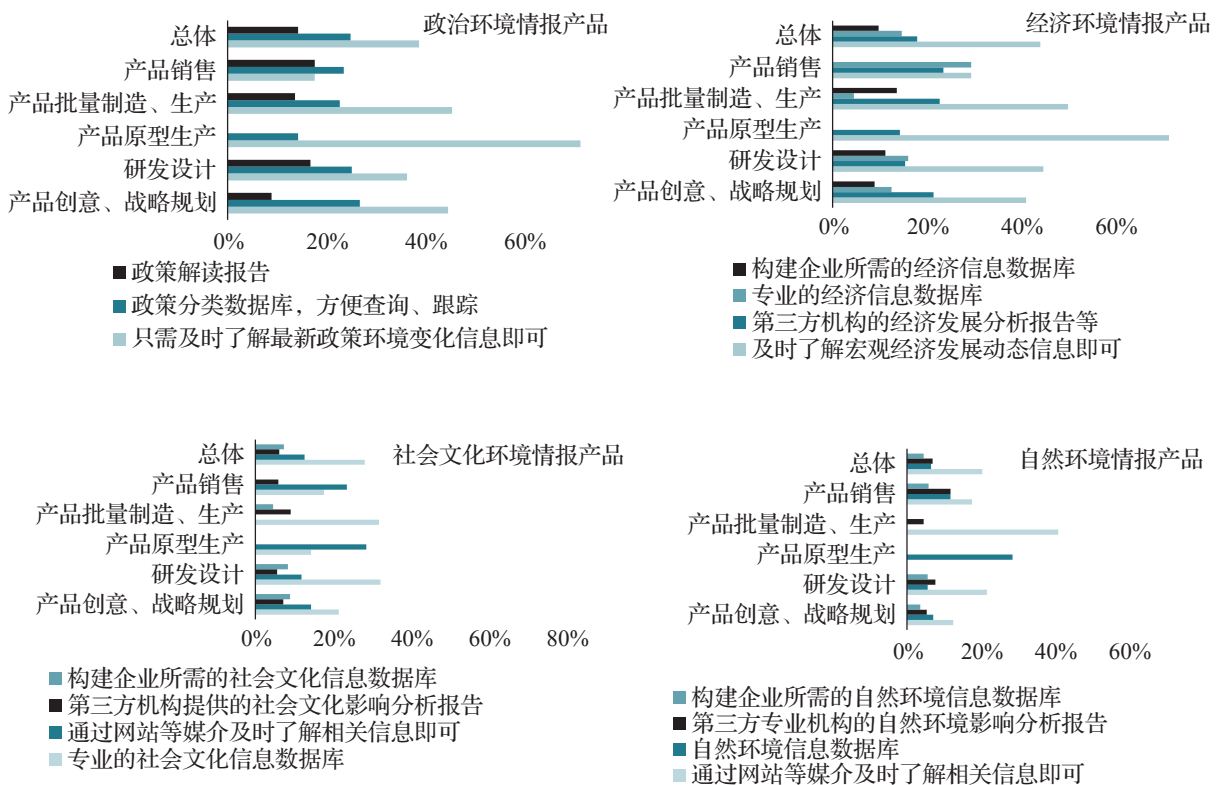 政治环境情报产品
总体
产品销售
产品批量制造、生产
产品原型生产
研发设计
产品创意、战略规划
0% 20% 40% 60%
政策解读报告
政策分类数据库，方便查询、跟踪
只需及时了解最新政策环境变化信息即可
经济环境情报产品
总体
产品销售
产品批量制造、生产
产品原型生产
研发设计
产品创意、战略规划
0% 20% 40% 60%
构建企业所需的经济信息数据库
专业的经济信息数据库
第三方机构的经济发展分析报告等
及时了解宏观经济发展动态信息即可
社会文化环境情报产品
总体
产品销售
产品批量制造、生产
产品原型生产
研发设计
产品创意、战略规划
0% 20% 40% 60% 80%
构建企业所需的社会文化信息数据库
第三方机构提供的社会文化影响分析报告
通过网站等媒介及时了解相关信息即可
专业的社会文化信息数据库
自然环境情报产品
总体
产品销售
产品批量制造、生产
产品原型生产
研发设计
产品创意、战略规划
0% 20% 40% 60%
构建企业所需的自然环境信息数据库
第三方专业机构的自然环境影响分析报告
自然环境信息数据库
通过网站等媒介及时了解相关信息即可